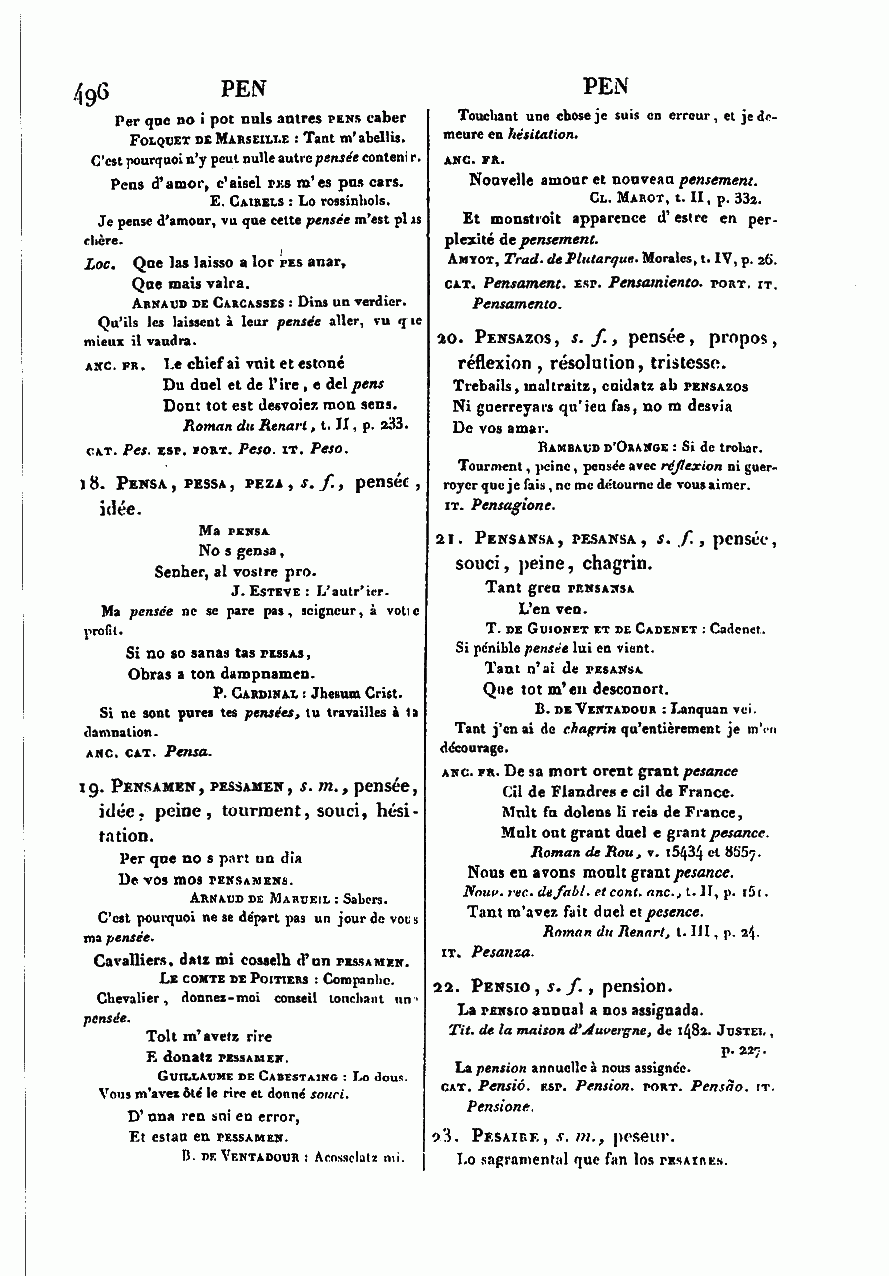 496 PEN PEN
Per que no i pot nuls autres PENS caber
FOLQUET DE MARSEILLE : Tant m'abellis.
C'est pourquoi n'y peut nulle autre pensée contenir.
Pens d'amor, c'aisel PES m'es pus cars.
E. CAIRELS : Lo rossinhols.
Je pense d'amour, vu que cette pensée m'est plus
chère.
Loc. Que las laisso a lor PES anar,
Que mais valra.
ARNAUD DE CARCASSES : Dins un verdier.
Qu'ils les laissent à leur pensée aller, vu que
mieux il vaudra.
ANC. FR. Le chief ai vuit et estoné
Du duel et de l'ire, e del pens
Dont tot est desvoiez mon sens.
Roman du Renart, t. II, p. 233.
CAT. Pes. ESP. PORT. Peso. IT. Peso.
18. PENSA, PESSA, PEZA, s. f., pensée,
idée.
Ma PENSA
No s gensa,
Senher, al vostre pro.
J. ESTEVE : L'autr'ier.
Ma pensée ne se pare pas, seigneur, à votre
profit.
Si no so sanas tas PESSAS,
Obras a ton dampnamen.
P. CARDINAL : Jhesum Crist.
Si ne sont pures tes pensées, tu travailles à ta
damnation.
ANC. CAT. Pensa.
19. PENSAMEN, PESSAMEN, s. m., pensée,
idée, peine, tourment, souci, hési-
tation.
Per que no s part un dia
De vos mos PENSAMENS.
ARNAUD DE MARUEIL : Sabers.
C'est pourquoi ne se départ pas un jour de vous
ma pensée.
Cavalliers, datz mi cosselh d'un PESSAMEN.
LE COMTE DE POITIERS : Companho.
Chevalier, donnez-moi conseil touchant un
pensée.
Tolt m'avetz rire
E donatz PESSAMEN.
GUILLAUME DE CABESTAING : Lo dous.
Vous m'avez ôté le rire et donné souci.
D'una ren sui en error,
Et estau en PESSAMEN.
B. DE VENTADOUR : Acosselatz mi.
Touchant une chose je suis en erreur, et je de-
meure en hésitation.
ANC. FR.
Nouvelle amour et nouveau pensement.
CL. MAROT, t. II, p. 332.
Et monstroit apparence d'estre en per-
plexité de pensement.
AMYOT, Trad. de Plutarque. Morales, t. IV, p. 26.
CAT. Pensament. ESP. Pensamiento. PORT. IT.
Pensamento.
20. PENSAZOS, s. f., pensée, propos,
réflexion, résolution, tristesse.
Trebails, maltraitz, cuidatz ab PENSAZOS
Ni guerreyars qu'ieu fas, no m desvia
De vos amar.
RAMBAUD D'ORANGE : Si de trobar.
Tourment, peine, pensée avec réflexion ni guer-
royer que je fais, ne me détourne de vous aimer.
IT. Pensagione.
21. PENSANSA, PESANSA, s. f., pensée,
souci, peine, chagrin.
Tant greu PENSANSA
L'en ven.
T. DE GUIONET ET DE CADENET : Cadenet.
Si pénible pensée lui en vient.
Tant n'ai de PESANSA
Que tot m'en desconort.
B. DE VENTADOUR : Lanquan vei.
Tant j'en ai de chagrin qu'entièrement je m'en
décourage.
ANC. FR. De sa mort orent grant pesance
Cil de Flandres e cil de France.
Mult fu dolens li reis de France,
Mult ont grant duel e grant pesance.
Roman de Rou, v. 15434 et 8657.
Nous en avons moult grant pesance.
Nouv. rec. de fabl. et cont. anc., t. II, p. 151.
Tant m'avez fait duel et pesence.
Roman du Renart, t. III, p. 24.
IT. Pesanza.
22. PENSIO, s. f., pension.
La PENSIO annual a nos assignada.
Tit. de la maison d'Auvergne, de 1482. JUSTEL,
p. 227.
La pension annuelle à nous assignée.
CAT. Pensió. ESP. Pension. PORT. Pensão. IT.
Pensione.
23. PESAIRE, s. m., peseur.
Lo sagramental que fan los PESAIRES.